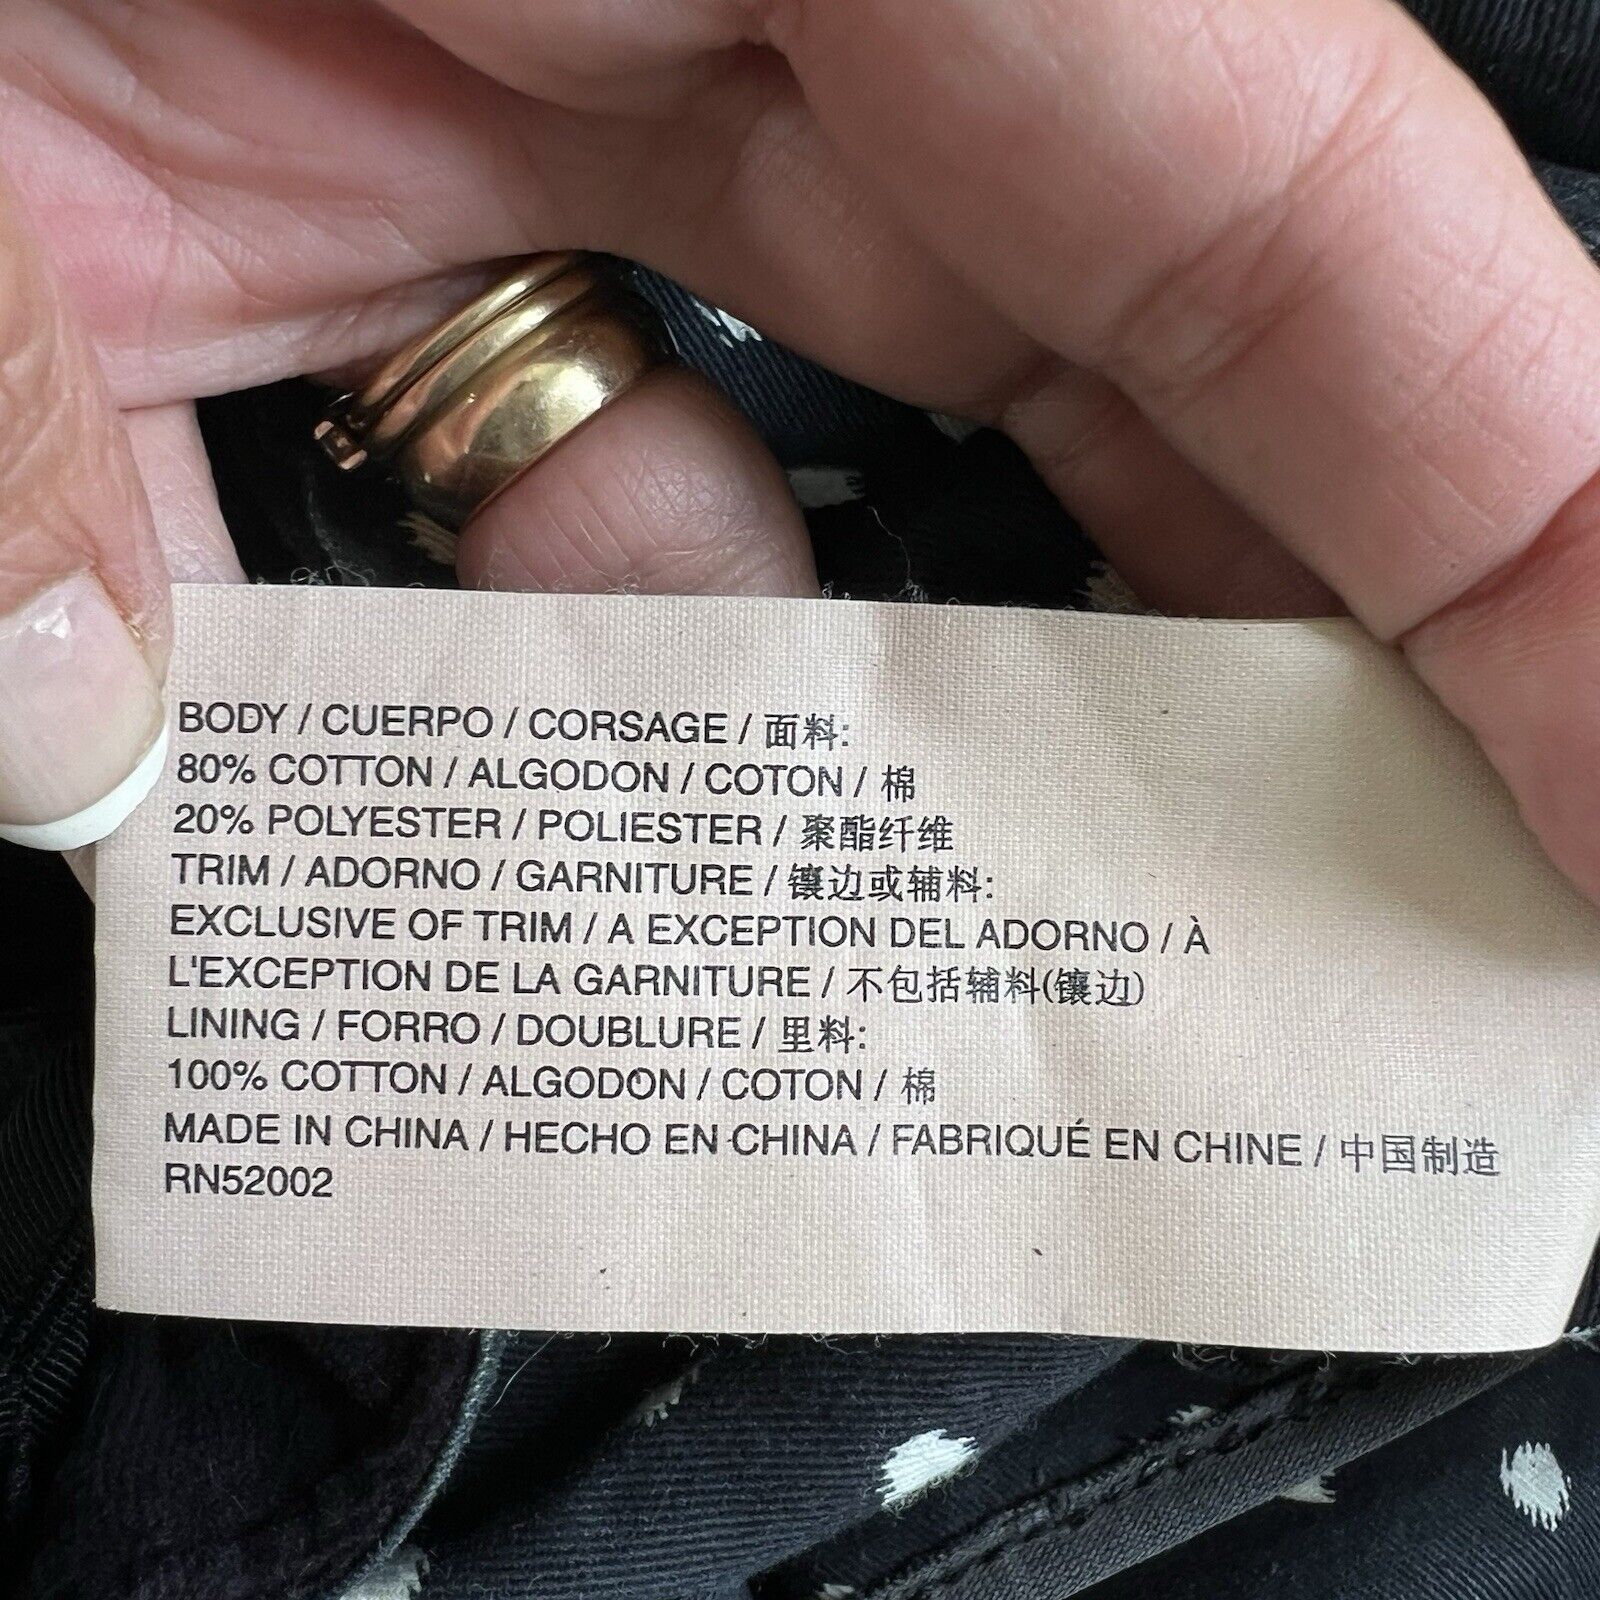 BODY / CUERPO / CORSAGE / 面料:
80% COTTON / ALGODON / COTON / 棉
20% POLYESTER / POLIESTER / 聚酯纤维
TRIM / ADORNO / GARNITURE / 镶边或辅料:
EXCLUSIVE OF TRIM / A EXCEPTION DEL ADORNO / À
L'EXCEPTION DE LA GARNITURE / 不包括辅料(镶边)
LINING / FORRO / DOUBLURE / 里料:
100% COTTON / ALGODON / COTON / 棉
MADE IN CHINA / HECHO EN CHINA / FABRIQUÉ EN CHINE / 中国制造
RN52002